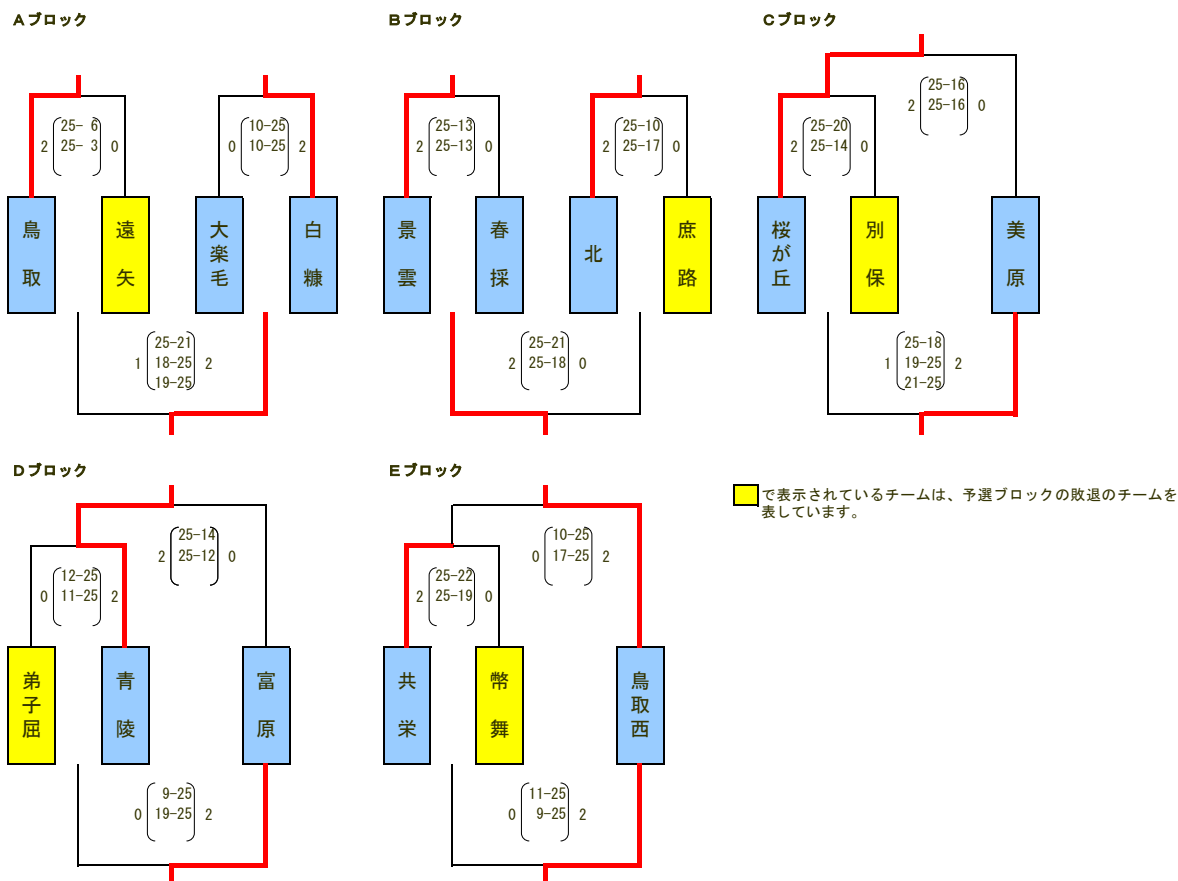 Aブロック
25- 6
2 25- 3 0
10-25
0 10-25 2
鳥取
遠矢
大楽毛
白糠
25-21
1 18-25 2
19-25
Bブロック
25-13
2 25-13 0
25-10
2 25-17 0
景雲
春採
北
庶路
25-21
2 25-18 0
Cブロック
25-16
2 25-16 0
25-20
2 25-14 0
桜が丘
別保
美原
25-18
1 19-25 2
21-25
Dブロック
25-14
2 25-12 0
12-25
0 11-25 2
弟子屈
青陵
富原
9-25
0 19-25 2
Eブロック
10-25
0 17-25 2
25-22
2 25-19 0
共栄
幣舞
鳥取西
11-25
0 9-25 2
で表示されているチームは、予選ブロックの敗退のチームを
表しています。